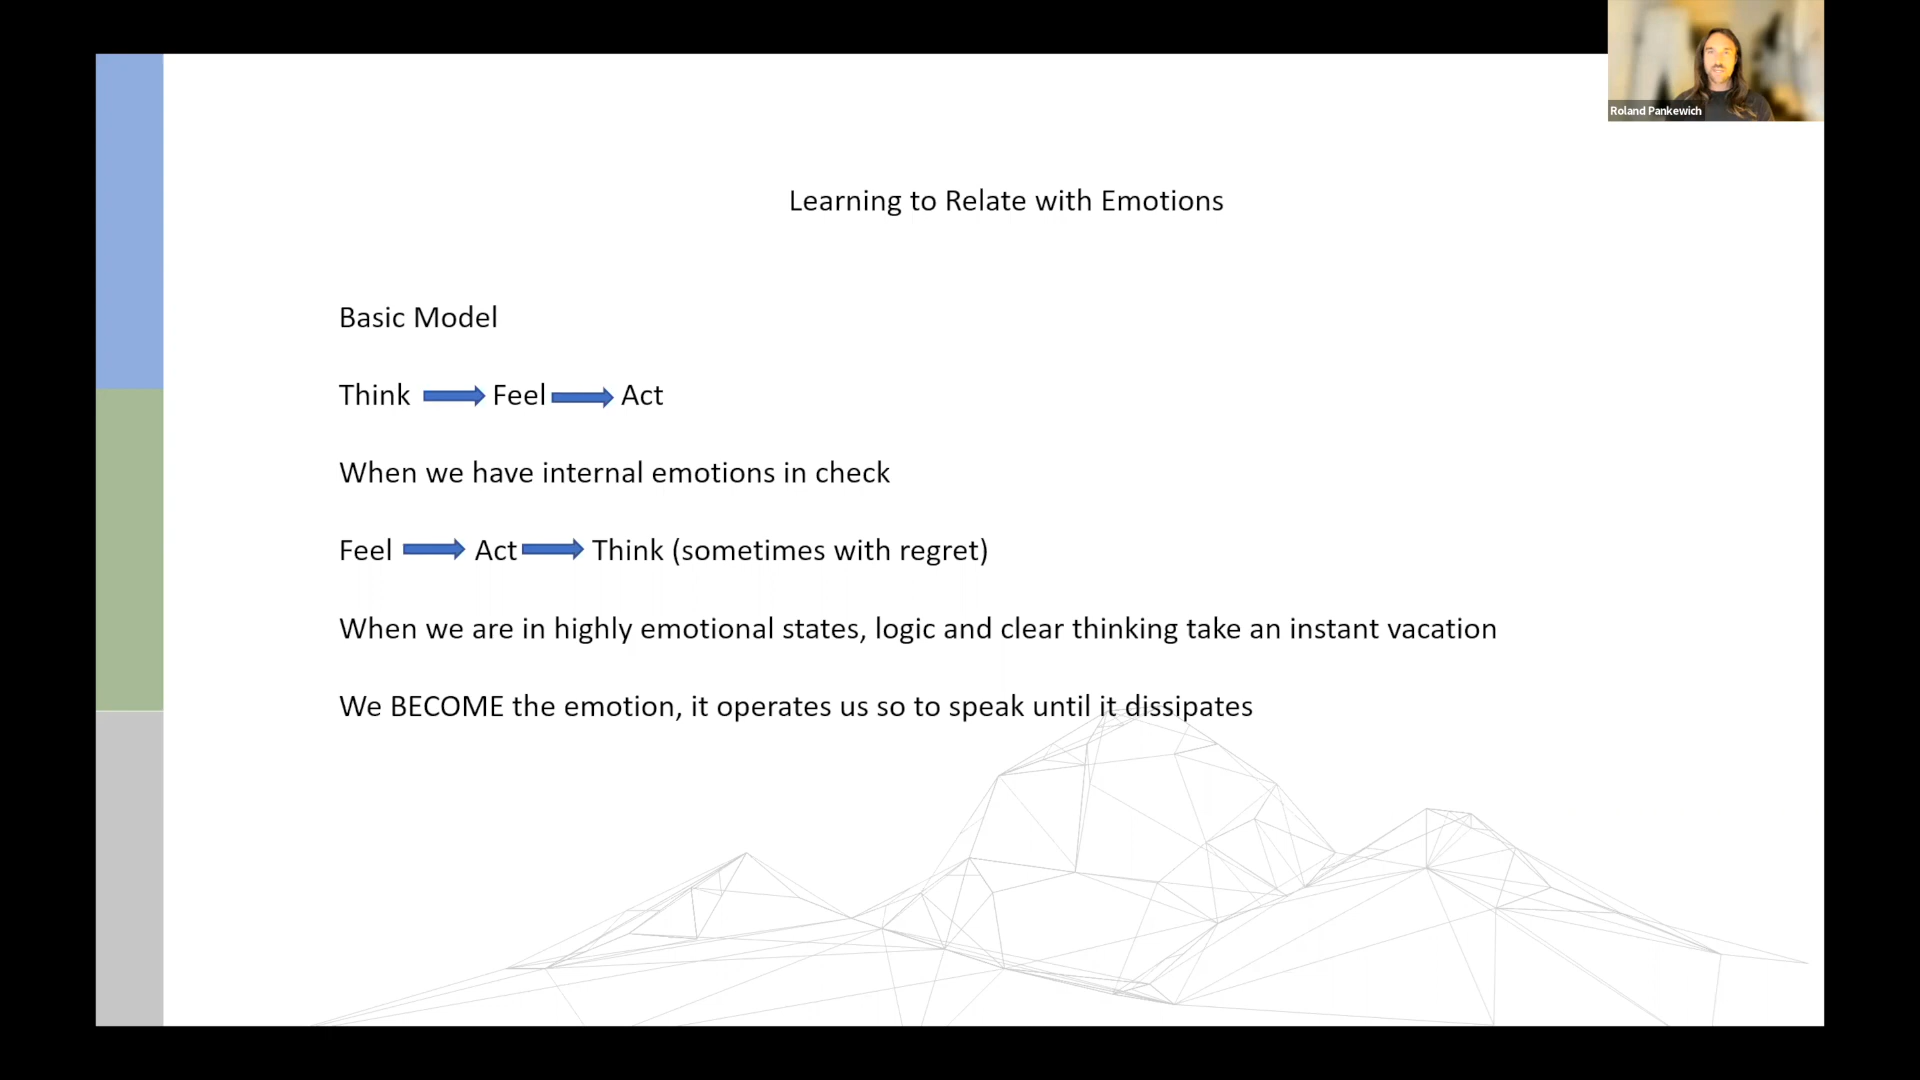 Roland Pankewich
Learning to Relate with Emotions
Basic Model
Think Feel Act
When we have internal emotions in check
Feel Act Think (sometimes with regret)
When we are in highly emotional states, logic and clear thinking take an instant vacation
We BECOME the emotion, it operates us so to speak until it dissipates